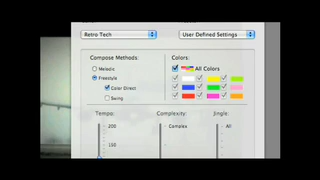 Retro Tech
User Defined Settings
Compose Methods:
Colors:
Melodic
All Colors
Freestyle
Color Direct
Swing
Tempo:
Complexity:
Jingle:
200
Complex
All
150